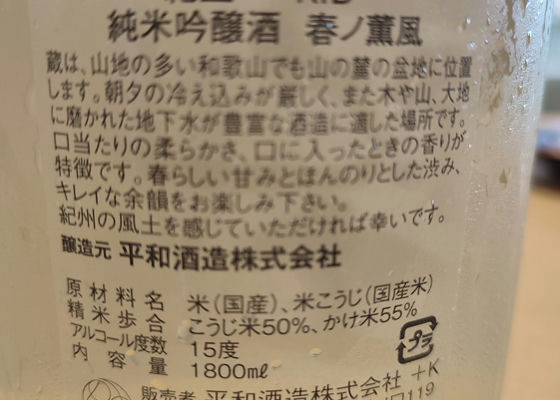 純米吟醸酒 春ノ薫風
蔵は、山地の多い和歌山でも山の麓の盆地に位置
します。朝夕の冷え込みが厳しく、また木や山、大地
に磨かれた地下水が豊富な酒造に適した場所です。
口当たりの柔らかさ、口に入ったときの香りが
特徴です。春らしい甘みとほんのりとした渋み、
キレイな余韻をお楽しみ下さい。
紀州の風土を感じていただければ幸いです。
醸造元 平和酒造株式会社
原材料名 米(国産)、米こうじ(国産米)
精米歩合 こうじ米50%、かけ米55%
アルコール度数 15度
内容量 1800mℓ
プラ
販売者 平和酒造株式会社 +K
119